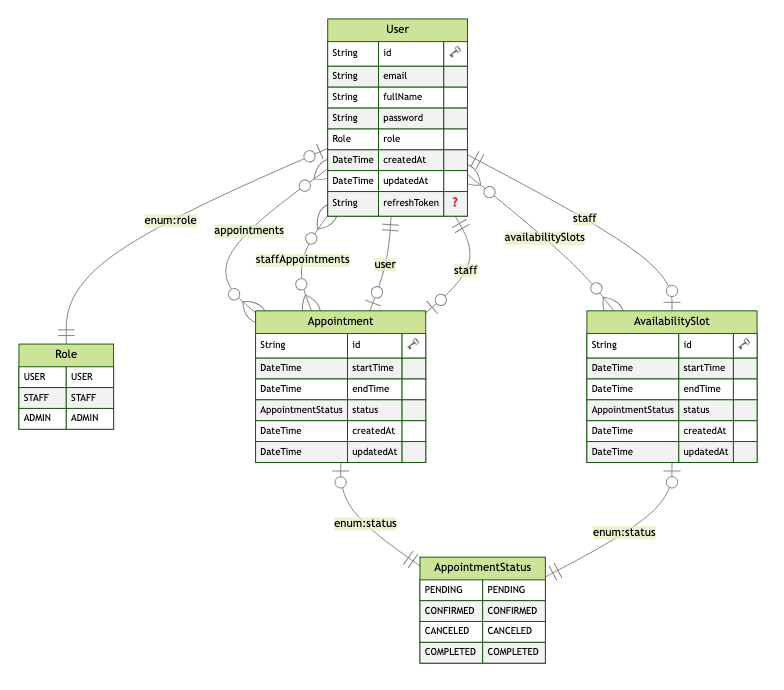 User
String id
String email
String fullName
String password
Role role
DateTime createdAt
DateTime updatedAt
String refreshToken ?
enum:role
appointments
staffAppointments
user
staff
availabilitySlots
staff
Role
USER USER
STAFF STAFF
ADMIN ADMIN
Appointment
String id
DateTime startTime
DateTime endTime
AppointmentStatus status
DateTime createdAt
DateTime updatedAt
AvailabilitySlot
String id
DateTime startTime
DateTime endTime
AppointmentStatus status
DateTime createdAt
DateTime updatedAt
enum:status
enum:status
AppointmentStatus
PENDING PENDING
CONFIRMED CONFIRMED
CANCELED CANCELED
COMPLETED COMPLETED